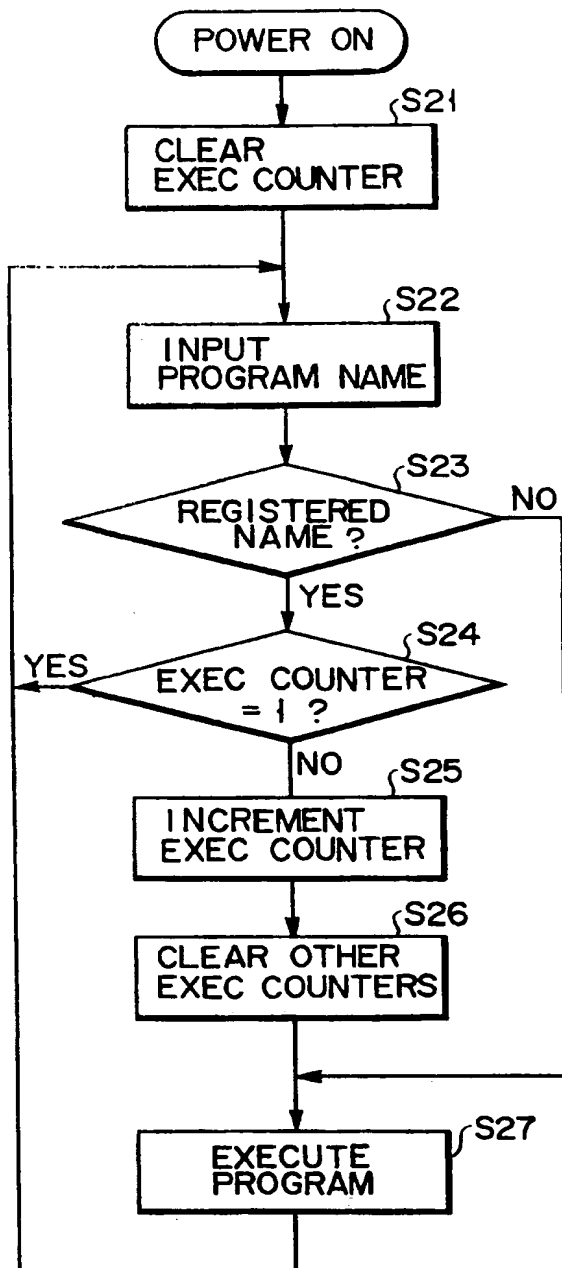 POWER ON
S21
CLEAR
EXEC COUNTER
S22
INPUT
PROGRAM NAME
S23
REGISTERED
NAME ?
NO
YES
S24
YES
EXEC COUNTER
= 1 ?
NO
S25
INCREMENT
EXEC COUNTER
S26
CLEAR OTHER
EXEC COUNTERS
S27
EXECUTE
PROGRAM